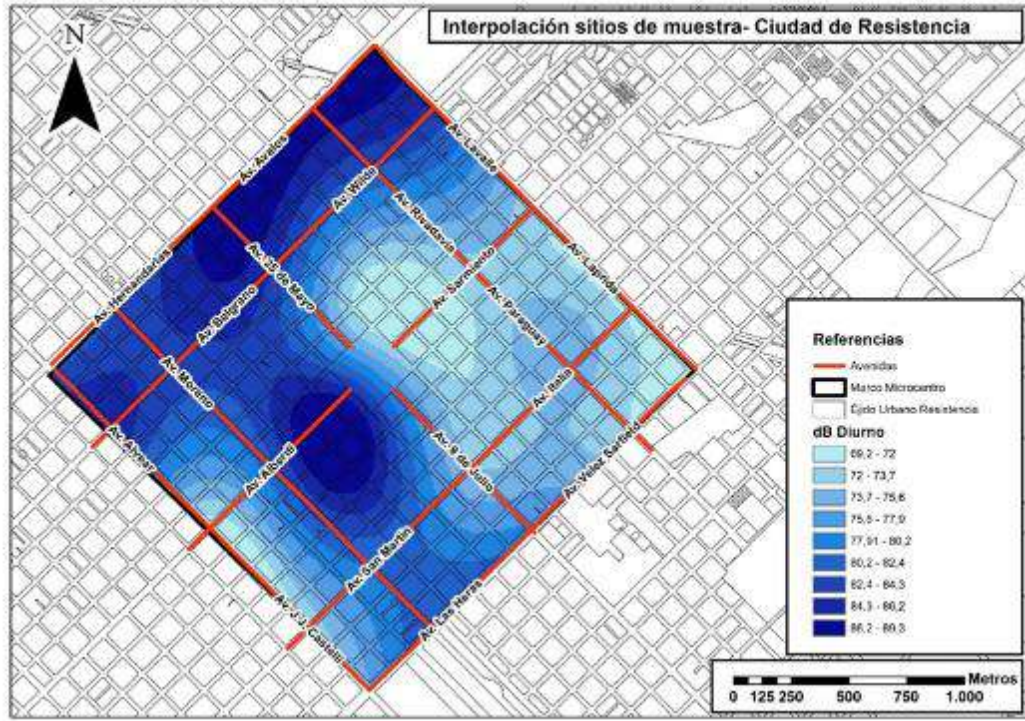 Interpolación sitios de muestra- Ciudad de Resistencia
N
Av. Avalos
Av. Lavalle
Av. Wilde
Av. Rivadavia
Av. Hernandarias
Av. 25 de Mayo
Av. Sarmiento
Av. Laprida
Av. Belgrano
Av. Paraguay
Av. Moreno
Av. Italia
Av. Alvear
Av. Alberdi
Av. 9 de Julio
Av. Velez Sarfield
Av. San Martin
Av. J.J. Castelli
Av. Las Heras
Referencias
Avenidas
Marco Microcentro
Ejido Urbano Resistencia
dB Diurno
69,2 - 72
72 - 73,7
73,7 - 75,6
75,5 - 77,9
77,91 - 80,2
80,2 - 82,4
82,4 - 84,3
84,3 - 86,2
86,2 - 89,3
Metros
0 125 250 500 750 1.000